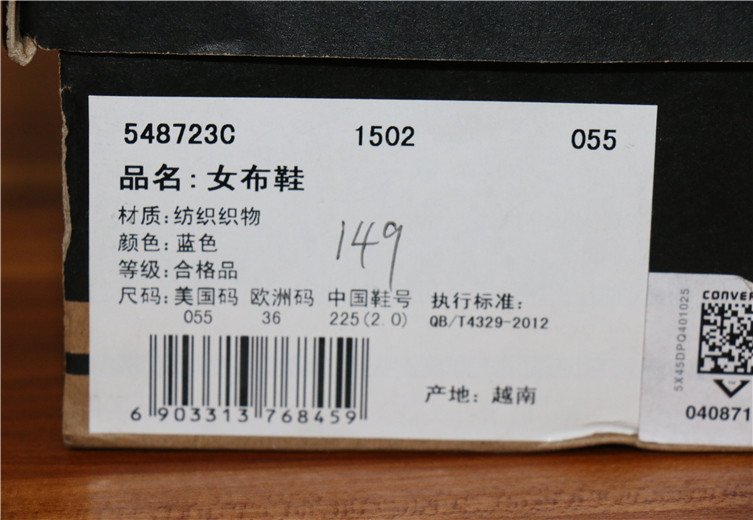 548723C 1502 055
品名: 女布鞋
材质: 纺织织物
颜色: 蓝色
149
等级: 合格品
尺码: 美国码 欧洲码 中国鞋号 执行标准:
055 36 225(2.0) QB/T4329-2012
产地: 越南
6 903313 768459
CONVER
5X45DPQ401025
040871